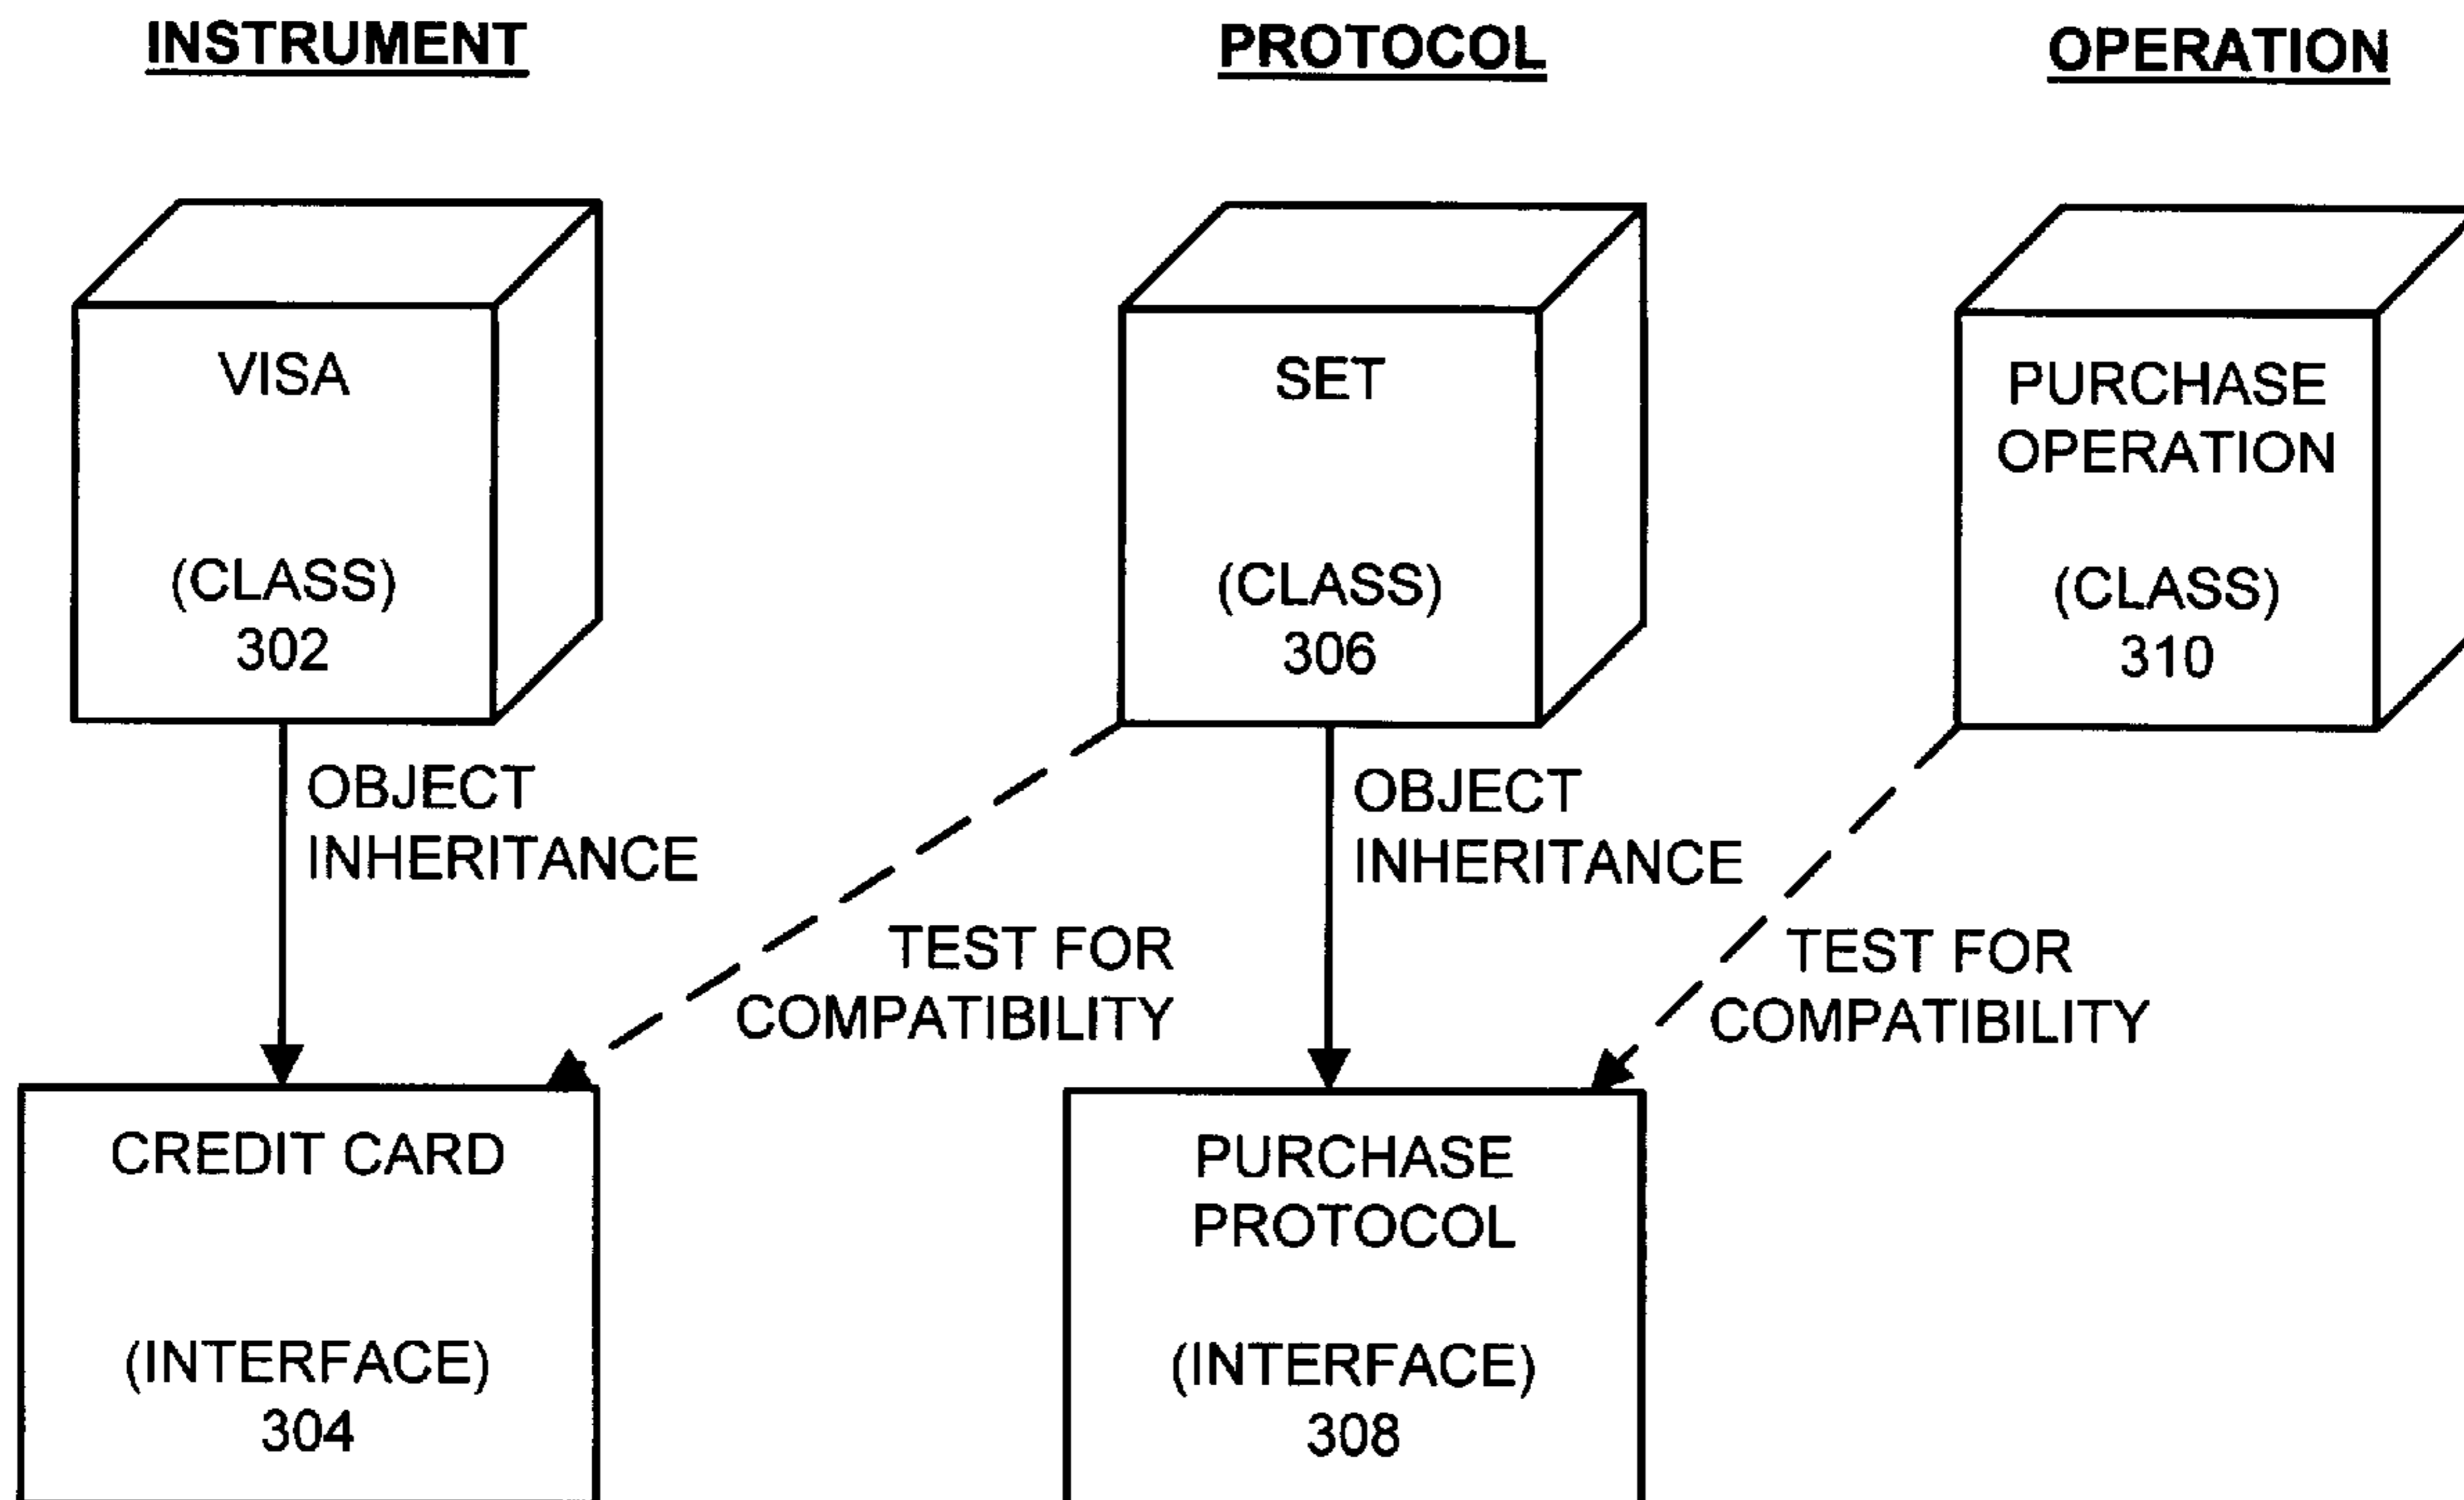 INSTRUMENT
PROTOCOL
OPERATION
VISA
(CLASS)
302
SET
(CLASS)
306
PURCHASE
OPERATION
(CLASS)
310
OBJECT
INHERITANCE
TEST FOR
COMPATIBILITY
OBJECT
INHERITANCE
TEST FOR
COMPATIBILITY
CREDIT CARD
(INTERFACE)
304
PURCHASE
PROTOCOL
(INTERFACE)
308